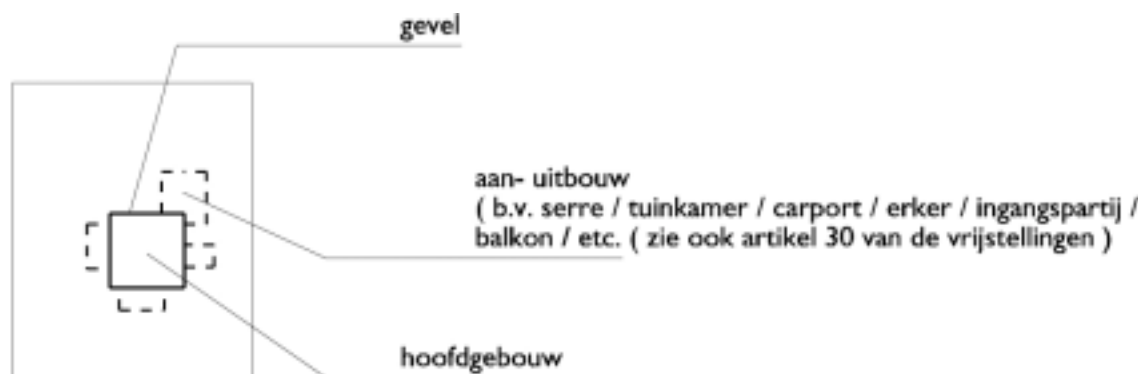 gevel
aan- uitbouw
( b.v. serre / tuinkamer / carport / erker / ingangspartij /
balkon / etc. ( zie ook artikel 30 van de vrijstellingen )
hoofdgebouw